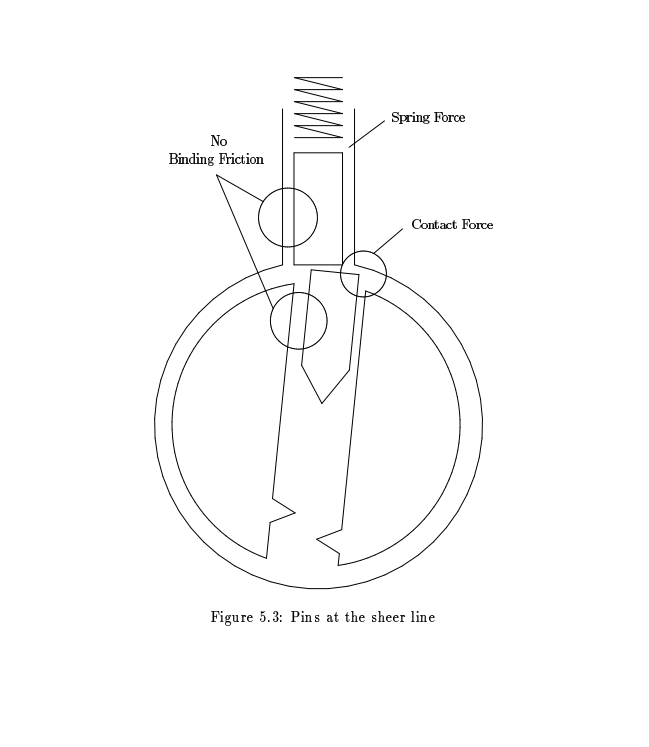 Spring Force
No
Binding Friction
Contact Force
Figure 5.3: Pins at the sheer line